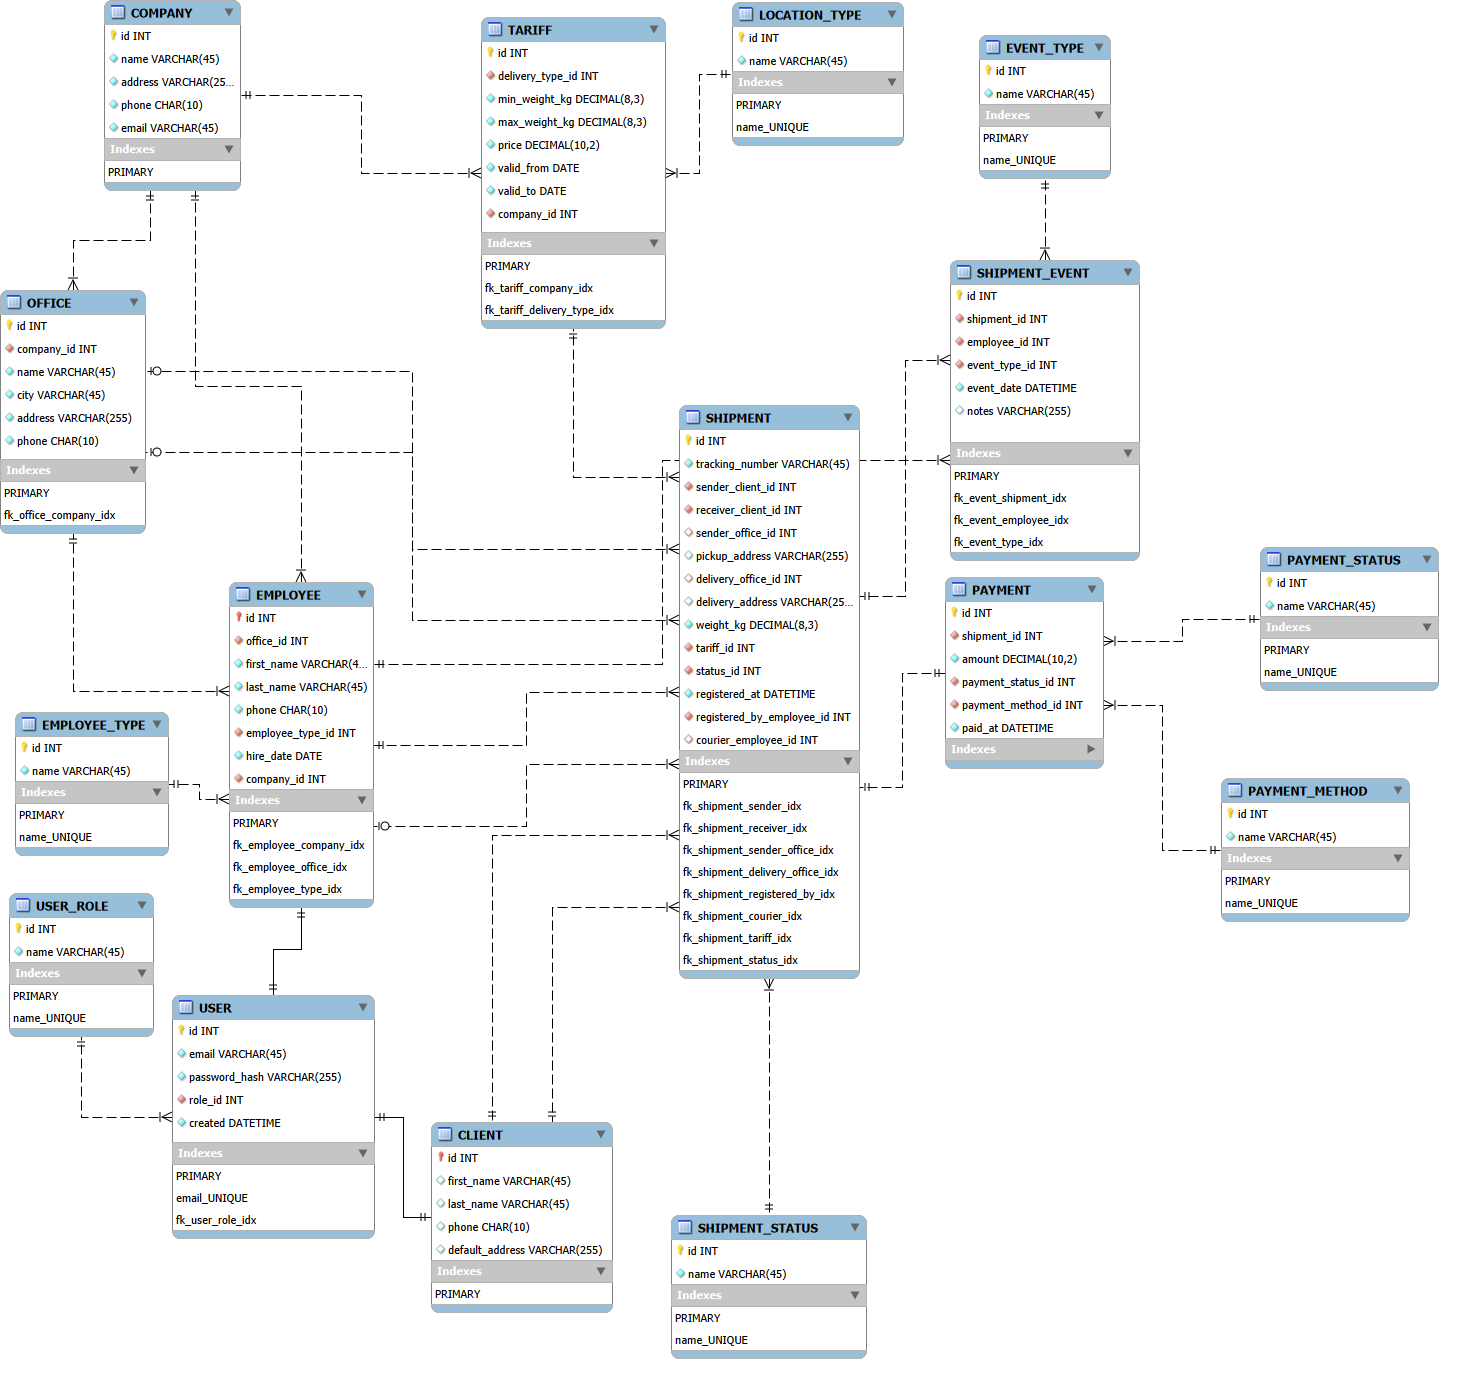 COMPANY
id INT
name VARCHAR(45)
address VARCHAR(25...
phone CHAR(10)
email VARCHAR(45)
Indexes
PRIMARY
TARIFF
id INT
delivery_type_id INT
min_weight_kg DECIMAL(8,3)
max_weight_kg DECIMAL(8,3)
price DECIMAL(10,2)
valid_from DATE
valid_to DATE
company_id INT
Indexes
PRIMARY
fk_tariff_company_idx
fk_tariff_delivery_type_idx
LOCATION_TYPE
id INT
name VARCHAR(45)
Indexes
PRIMARY
name_UNIQUE
EVENT_TYPE
id INT
name VARCHAR(45)
Indexes
PRIMARY
name_UNIQUE
OFFICE
id INT
company_id INT
name VARCHAR(45)
city VARCHAR(45)
address VARCHAR(255)
phone CHAR(10)
Indexes
PRIMARY
fk_office_company_idx
SHIPMENT_EVENT
id INT
shipment_id INT
employee_id INT
event_type_id INT
event_date DATETIME
notes VARCHAR(255)
Indexes
PRIMARY
fk_event_shipment_idx
fk_event_employee_idx
fk_event_type_idx
SHIPMENT
id INT
tracking_number VARCHAR(45)
sender_client_id INT
receiver_client_id INT
sender_office_id INT
pickup_address VARCHAR(255)
delivery_office_id INT
delivery_address VARCHAR(25...
weight_kg DECIMAL(8,3)
tariff_id INT
status_id INT
registered_at DATETIME
registered_by_employee_id INT
courier_employee_id INT
Indexes
PRIMARY
fk_shipment_sender_idx
fk_shipment_receiver_idx
fk_shipment_sender_office_idx
fk_shipment_delivery_office_idx
fk_shipment_registered_by_idx
fk_shipment_courier_idx
fk_shipment_tariff_idx
fk_shipment_status_idx
EMPLOYEE
id INT
office_id INT
first_name VARCHAR(4...
last_name VARCHAR(45)
phone CHAR(10)
employee_type_id INT
hire_date DATE
company_id INT
Indexes
PRIMARY
fk_employee_company_idx
fk_employee_office_idx
fk_employee_type_idx
PAYMENT
id INT
shipment_id INT
amount DECIMAL(10,2)
payment_status_id INT
payment_method_id INT
paid_at DATETIME
Indexes
PAYMENT_STATUS
id INT
name VARCHAR(45)
Indexes
PRIMARY
name_UNIQUE
EMPLOYEE_TYPE
id INT
name VARCHAR(45)
Indexes
PRIMARY
name_UNIQUE
PAYMENT_METHOD
id INT
name VARCHAR(45)
Indexes
PRIMARY
name_UNIQUE
USER_ROLE
id INT
name VARCHAR(45)
Indexes
PRIMARY
name_UNIQUE
USER
id INT
email VARCHAR(45)
password_hash VARCHAR(255)
role_id INT
created DATETIME
Indexes
PRIMARY
email_UNIQUE
fk_user_role_idx
CLIENT
id INT
first_name VARCHAR(45)
last_name VARCHAR(45)
phone CHAR(10)
default_address VARCHAR(255)
Indexes
PRIMARY
SHIPMENT_STATUS
id INT
name VARCHAR(45)
Indexes
PRIMARY
name_UNIQUE